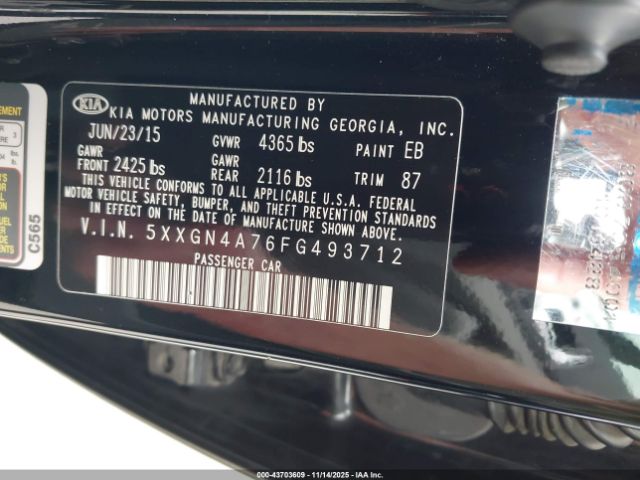 KIA
MANUFACTURED BY
KIA MOTORS MANUFACTURING GEORGIA, INC.
JUN/23/15 GVWR 4365 lbs PAINT EB
GAWR FRONT 2425 lbs GAWR REAR 2116 lbs TRIM 87
THIS VEHICLE CONFORMS TO ALL APPLICABLE U.S.A. FEDERAL
MOTOR VEHICLE SAFETY, BUMPER, AND THEFT PREVENTION STANDARDS
IN EFFECT ON THE DATE OF MANUFACTURE SHOWN ABOVE.
V.I.N. 5XXGN4A76FG493712
PASSENGER CAR
C565
3
000-43703609 - 11/14/2025 - IAA Inc.